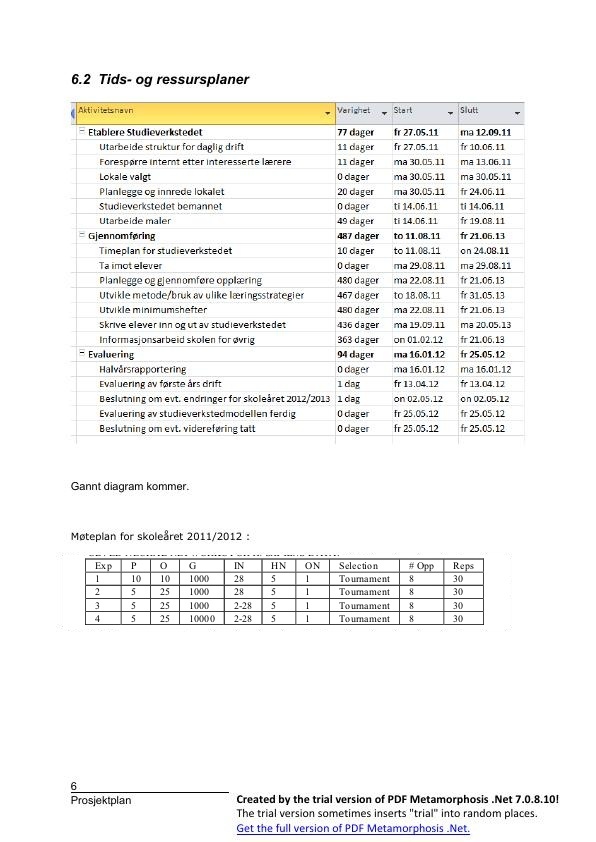 6.2 Tids- og ressursplaner
Aktivitetsnavn Varighet Start Slutt
Etablere Studieverkstedet 77 dager fr 27.05.11 ma 12.09.11
Utarbeide struktur for daglig drift 11 dager fr 27.05.11 fr 10.06.11
Forespørre internt etter interesserte lærere 11 dager ma 30.05.11 ma 13.06.11
Lokale valgt 0 dager ma 30.05.11 ma 30.05.11
Planlegge og innrede lokalet 20 dager ma 30.05.11 fr 24.06.11
Studieverkstedet bemannet 0 dager ti 14.06.11 ti 14.06.11
Utarbeide maler 49 dager ti 14.06.11 fr 19.08.11
Gjennomføring 487 dager to 11.08.11 fr 21.06.13
Timeplan for studieverkstedet 10 dager to 11.08.11 on 24.08.11
Ta imot elever 0 dager ma 29.08.11 ma 29.08.11
Planlegge og gjennomføre opplæring 480 dager ma 22.08.11 fr 21.06.13
Utvikle metode/bruk av ulike læringsstrategier 467 dager to 18.08.11 fr 31.05.13
Utvikle minimumshefter 480 dager ma 22.08.11 fr 21.06.13
Skrive elever inn og ut av studieverkstedet 436 dager ma 19.09.11 ma 20.05.13
Informasjonsarbeid skolen for øvrig 363 dager on 01.02.12 fr 21.06.13
Evaluering 94 dager ma 16.01.12 fr 25.05.12
Halvårsrapportering 0 dager ma 16.01.12 ma 16.01.12
Evaluering av første års drift 1 dag fr 13.04.12 fr 13.04.12
Beslutning om evt. endringer for skoleåret 2012/2013 1 dag on 02.05.12 on 02.05.12
Evaluering av studieverkstedmodellen ferdig 0 dager fr 25.05.12 fr 25.05.12
Beslutning om evt. videreføring tatt 0 dager fr 25.05.12 fr 25.05.12
Gannt diagram kommer.
Møteplan for skoleåret 2011/2012 :
Exp P O G IN HN ON Selection # Opp Reps
1 10 10 1000 28 5 1 Tournament 8 30
2 5 25 1000 28 5 1 Tournament 8 30
3 5 25 1000 2-28 5 1 Tournament 8 30
4 5 25 10000 2-28 5 1 Tournament 8 30
6
Prosjektplan
Created by the trial version of PDF Metamorphosis .Net 7.0.8.10!
The trial version sometimes inserts "trial" into random places.
Get the full version of PDF Metamorphosis .Net.